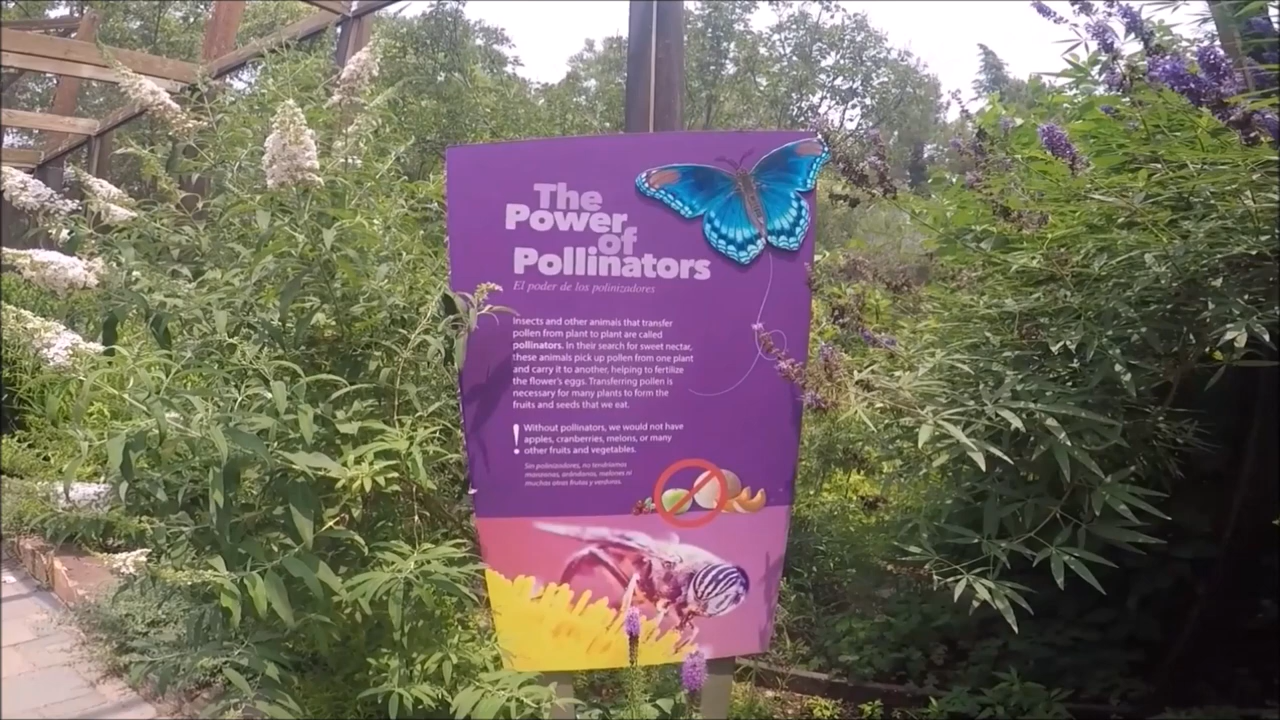 The
Power
of
Pollinators
El poder de los polinizadores
Insects and other animals that transfer
pollen from plant to plant are called
pollinators. In their search for sweet nectar,
these animals pick up pollen from one plant
and carry it to another, helping to fertilize
the flower's eggs. Transferring pollen is
necessary for many plants to form the
fruits and seeds that we eat.
! Without pollinators, we would not have
apples, cranberries, melons, or many
other fruits and vegetables.
Sin polinizadores, no tendríamos
manzanas, arándanos, melones ni
muchas otras frutas y verduras.